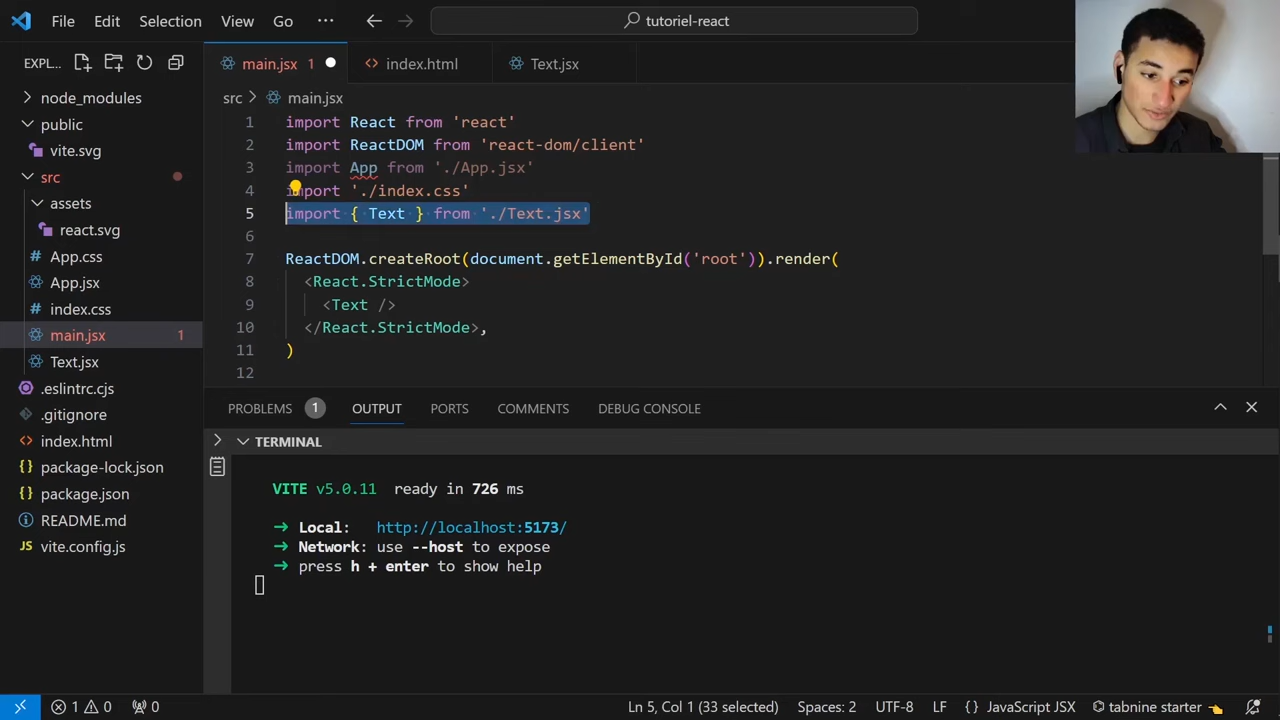 File Edit Selection View Go ··· tutoriel-react
EXPL... main.jsx 1 index.html Text.jsx
node_modules
public
vite.svg
src
assets
react.svg
App.css
App.jsx
index.css
main.jsx 1
Text.jsx
.eslintrc.cjs
.gitignore
index.html
package-lock.json
package.json
README.md
JS vite.config.js
src > main.jsx
1 import React from 'react'
2 import ReactDOM from 'react-dom/client'
3 import App from './App.jsx'
4 import './index.css'
5 import { Text } from './Text.jsx'
6
7 ReactDOM.createRoot(document.getElementById('root')).render(
8 <React.StrictMode>
9 <Text />
10 </React.StrictMode>,
11 )
12
PROBLEMS 1 OUTPUT PORTS COMMENTS DEBUG CONSOLE
TERMINAL
VITE v5.0.11 ready in 726 ms
➜ Local: http://localhost:5173/
➜ Network: use --host to expose
➜ press h + enter to show help
1 0 0 Ln 5, Col 1 (33 selected) Spaces: 2 UTF-8 LF {} JavaScript JSX tabnine starter